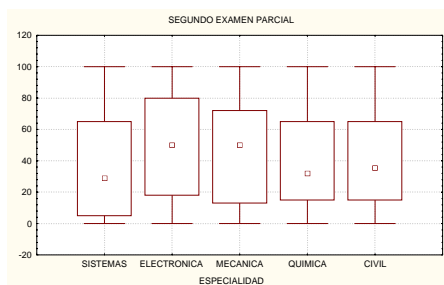 SEGUNDO EXAMEN PARCIAL
120
100
80
60
40
20
0
-20
SISTEMAS ELECTRONICA MECANICA QUIMICA CIVIL
ESPECIALIDAD